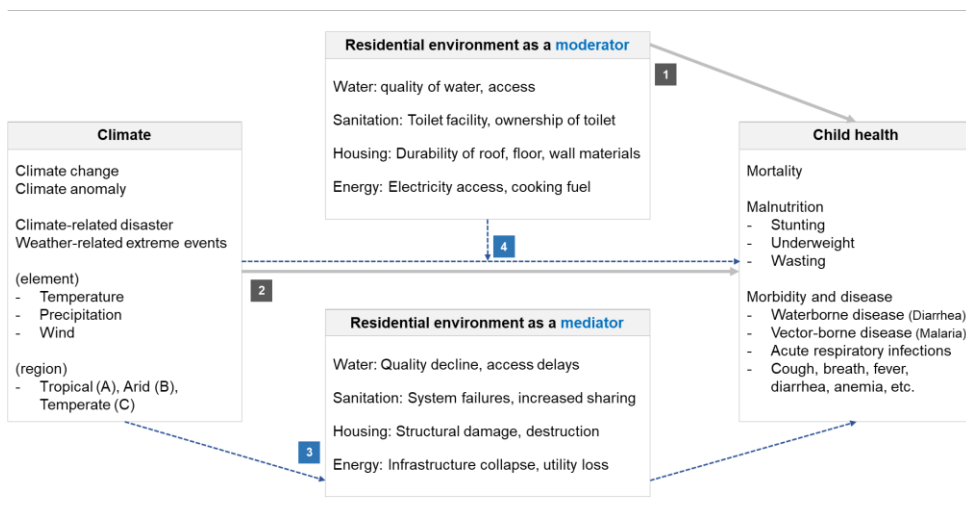 Residential environment as a moderator
Water: quality of water, access
Sanitation: Toilet facility, ownership of toilet
Housing: Durability of roof, floor, wall materials
Energy: Electricity access, cooking fuel
1
Climate
Climate change
Climate anomaly
Climate-related disaster
Weather-related extreme events
(element)
- Temperature
- Precipitation
- Wind
(region)
- Tropical (A), Arid (B),
Temperate (C)
4
2
Residential environment as a mediator
Water: Quality decline, access delays
Sanitation: System failures, increased sharing
Housing: Structural damage, destruction
Energy: Infrastructure collapse, utility loss
3
Child health
Mortality
Malnutrition
- Stunting
- Underweight
- Wasting
Morbidity and disease
- Waterborne disease (Diarrhea)
- Vector-borne disease (Malaria)
- Acute respiratory infections
- Cough, breath, fever,
diarrhea, anemia, etc.